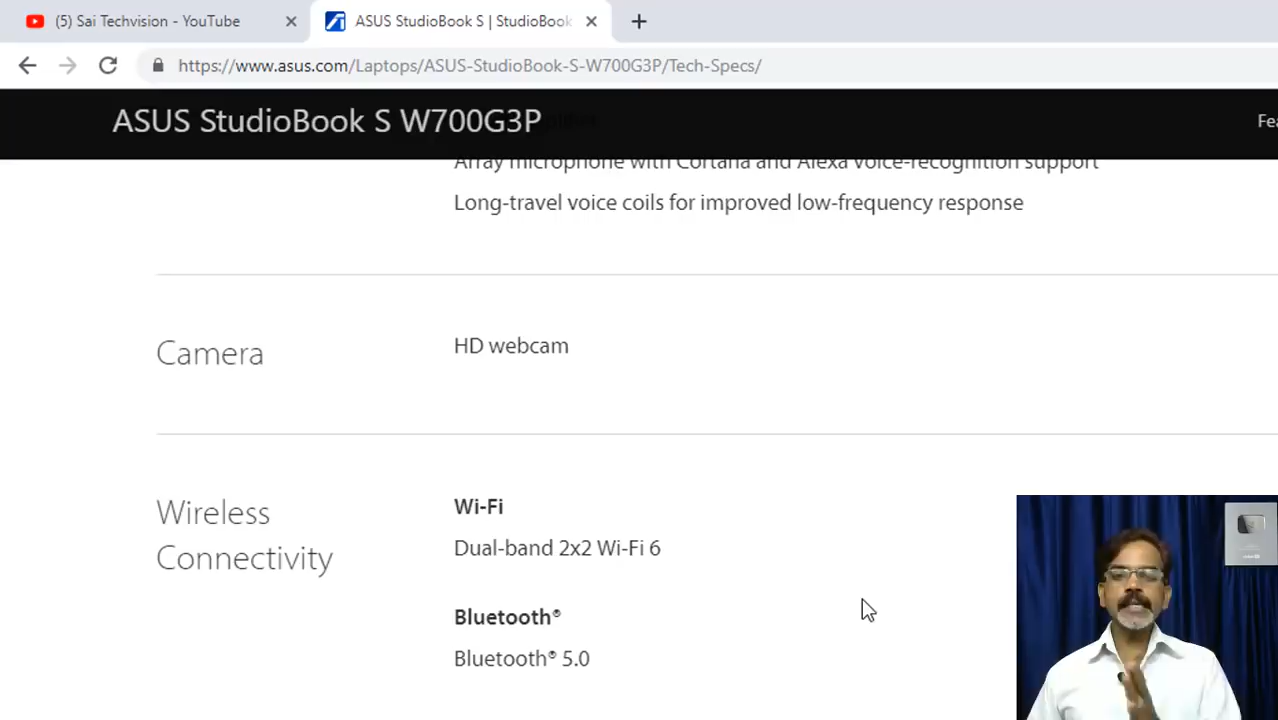 (5) Sai Techvision - YouTube
ASUS StudioBook S | StudioBook
https://www.asus.com/Laptops/ASUS-StudioBook-S-W700G3P/Tech-Specs/
ASUS StudioBook S W700G3P
Fea
Array microphone with Cortana and Alexa voice-recognition support
Long-travel voice coils for improved low-frequency response
Camera
HD webcam
Wireless
Connectivity
Wi-Fi
Dual-band 2x2 Wi-Fi 6
Bluetooth®
Bluetooth® 5.0